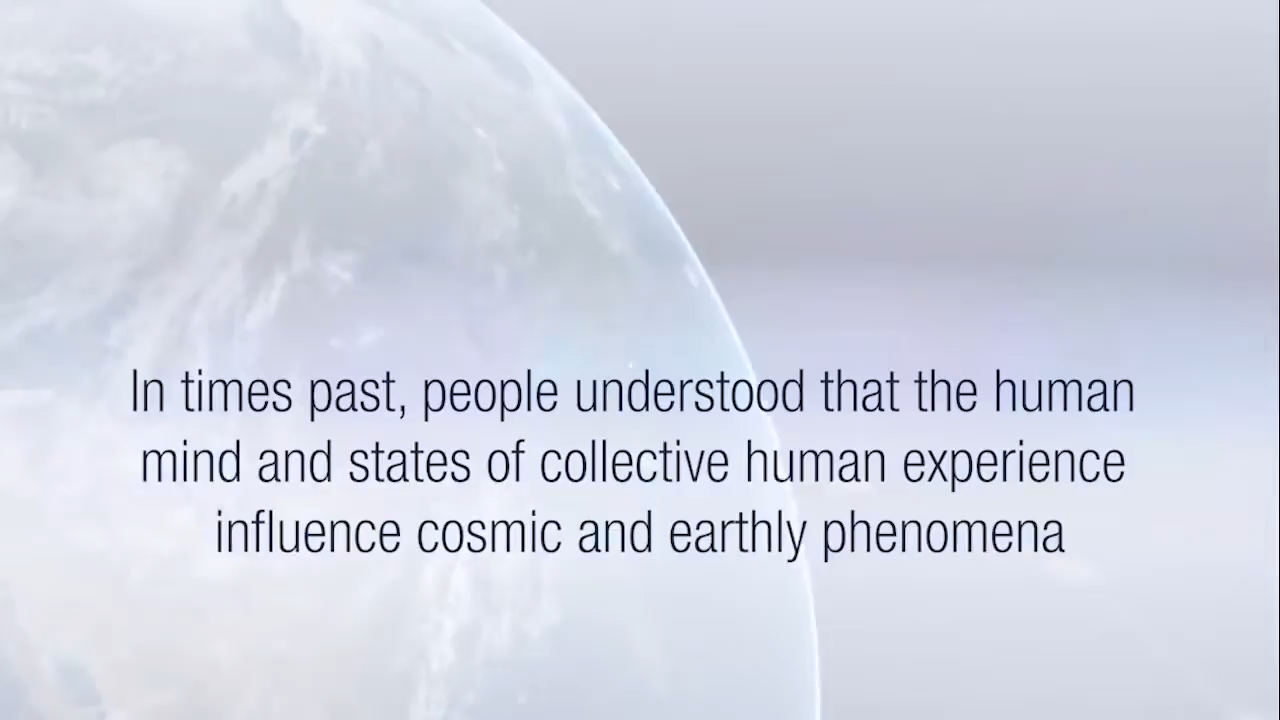 In times past, people understood that the human
mind and states of collective human experience
influence cosmic and earthly phenomena